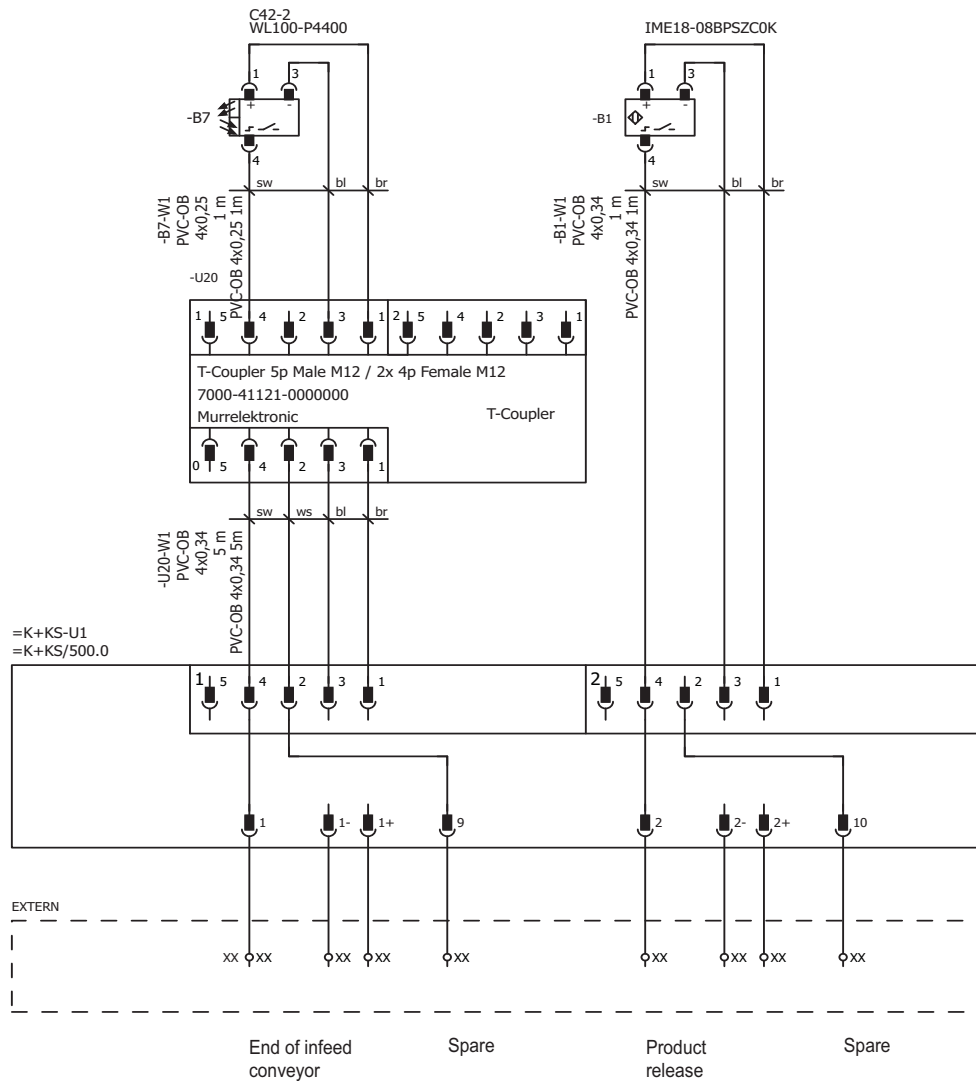 C42-2
WL100-P4400
IME18-08BPSZC0K
1 3
1 3
+ -
+ -
-B7
-B1
4
4
sw bl br
sw bl br
-B7-W1
PVC-OB
4x0,25
1 m
PVC-OB 4x0,25 1m
-B1-W1
PVC-OB
4x0,34
1 m
PVC-OB 4x0,34 1m
-U20
1 5 4 2 3 1 2 5 4 2 3 1
T-Coupler 5p Male M12 / 2x 4p Female M12
7000-41121-0000000
Murrelektronic
T-Coupler
0 5 4 2 3 1
sw ws bl br
-U20-W1
PVC-OB
4x0,34
5 m
PVC-OB 4x0,34 5m
=K+KS-U1
=K+KS/500.0
1 5 4 2 3 1 2 5 4 2 3 1
1 1- 1+ 9 2 2- 2+ 10
EXTERN
xx xx xx xx xx xx xx xx xx
End of infeed
conveyor
Spare
Product
release
Spare